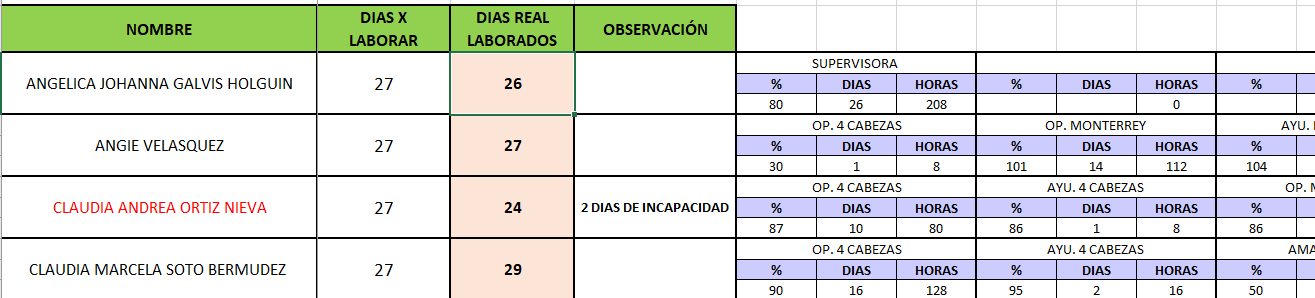 NOMBRE DIAS X LABORAR DIAS REAL LABORADOS OBSERVACIÓN
SUPERVISORA
ANGELICA JOHANNA GALVIS HOLGUIN 27 26 % DIAS HORAS % DIAS HORAS %
80 26 208 0
OP. 4 CABEZAS OP. MONTERREY AYU.
ANGIE VELASQUEZ 27 27 % DIAS HORAS % DIAS HORAS %
30 1 8 101 14 112 104
OP. 4 CABEZAS AYU. 4 CABEZAS OP.
CLAUDIA ANDREA ORTIZ NIEVA 27 24 2 DIAS DE INCAPACIDAD % DIAS HORAS % DIAS HORAS %
87 10 80 86 1 8 86
OP. 4 CABEZAS AYU. 4 CABEZAS
CLAUDIA MARCELA SOTO BERMUDEZ 27 29 % DIAS HORAS % DIAS HORAS %
90 16 128 95 2 16 50